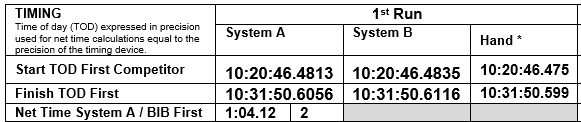 TIMING
Time of day (TOD) expressed in precision
used for net time calculations equal to the
precision of the timing device.
1st Run
System A System B Hand *
Start TOD First Competitor 10:20:46.4813 10:20:46.4835 10:20:46.475
Finish TOD First 10:31:50.6056 10:31:50.6116 10:31:50.599
Net Time System A / BIB First 1:04.12 2